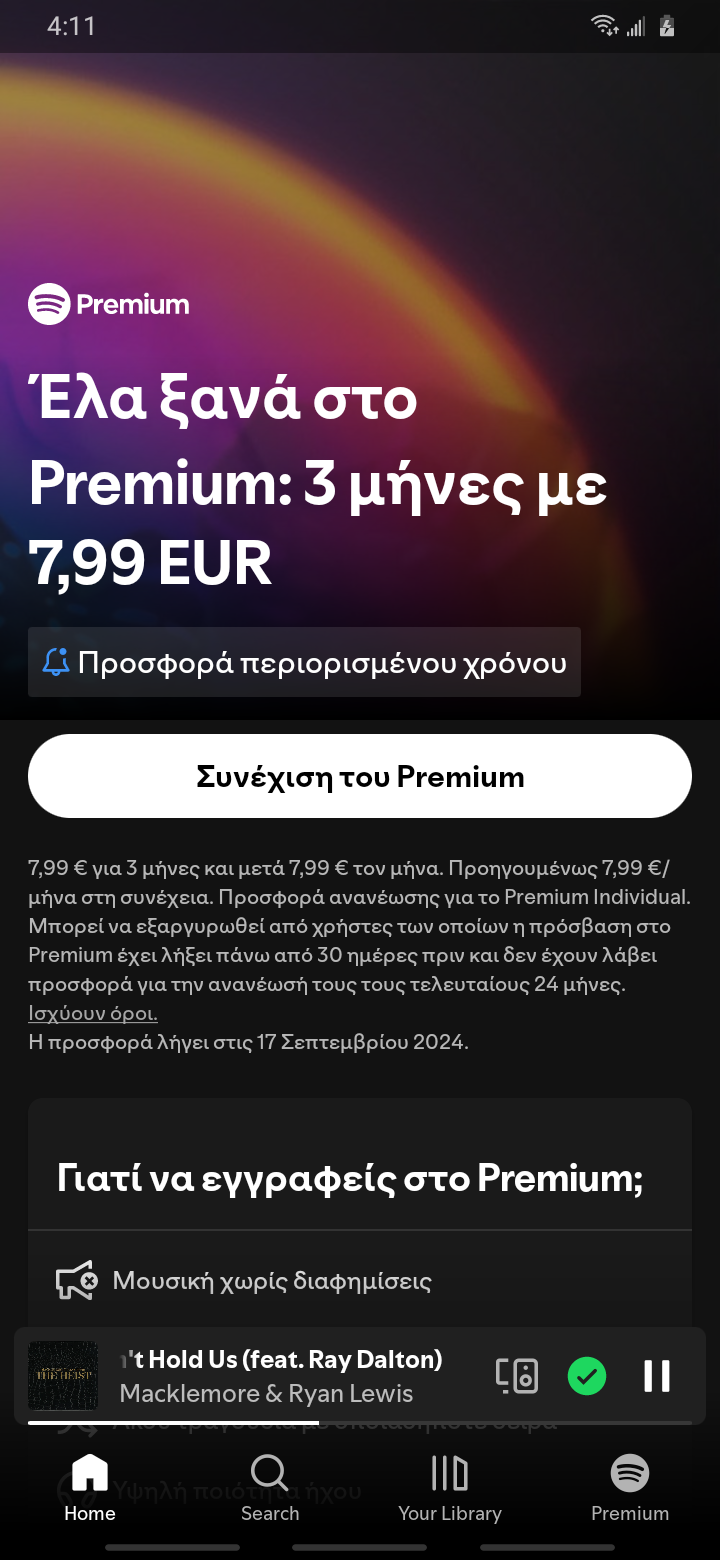 4:11
Premium
Έλα ξανά στο
Premium: 3 μήνες με
7,99 EUR
Προσφορά περιορισμένου χρόνου
Συνέχιση του Premium
7,99 € για 3 μήνες και μετά 7,99 € τον μήνα. Προηγουμένως 7,99 €/
μήνα στη συνέχεια. Προσφορά ανανέωσης για το Premium Individual.
Μπορεί να εξαργυρωθεί από χρήστες των οποίων η πρόσβαση στο
Premium έχει λήξει πάνω από 30 ημέρες πριν και δεν έχουν λάβει
προσφορά για την ανανέωσή τους τους τελευταίους 24 μήνες.
Ισχύουν όροι.
Η προσφορά λήγει στις 17 Σεπτεμβρίου 2024.
Γιατί να εγγραφείς στο Premium;
Μουσική χωρίς διαφημίσεις
THE HEIST
't Hold Us (feat. Ray Dalton)
Macklemore & Ryan Lewis
Υψηλή ποιότητα ήχου
Home
Search
Your Library
Premium